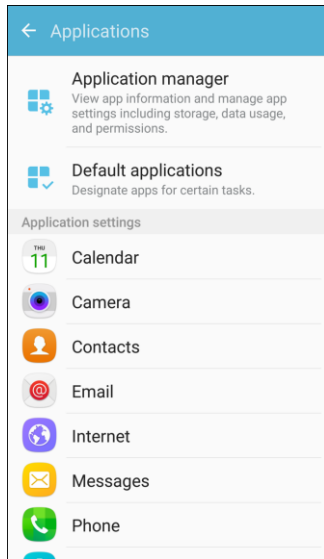 Applications
Application manager
View app information and manage app
settings including storage, data usage,
and permissions.
Default applications
Designate apps for certain tasks.
Application settings
THU
11
Calendar
Camera
Contacts
@
Email
Internet
Messages
Phone